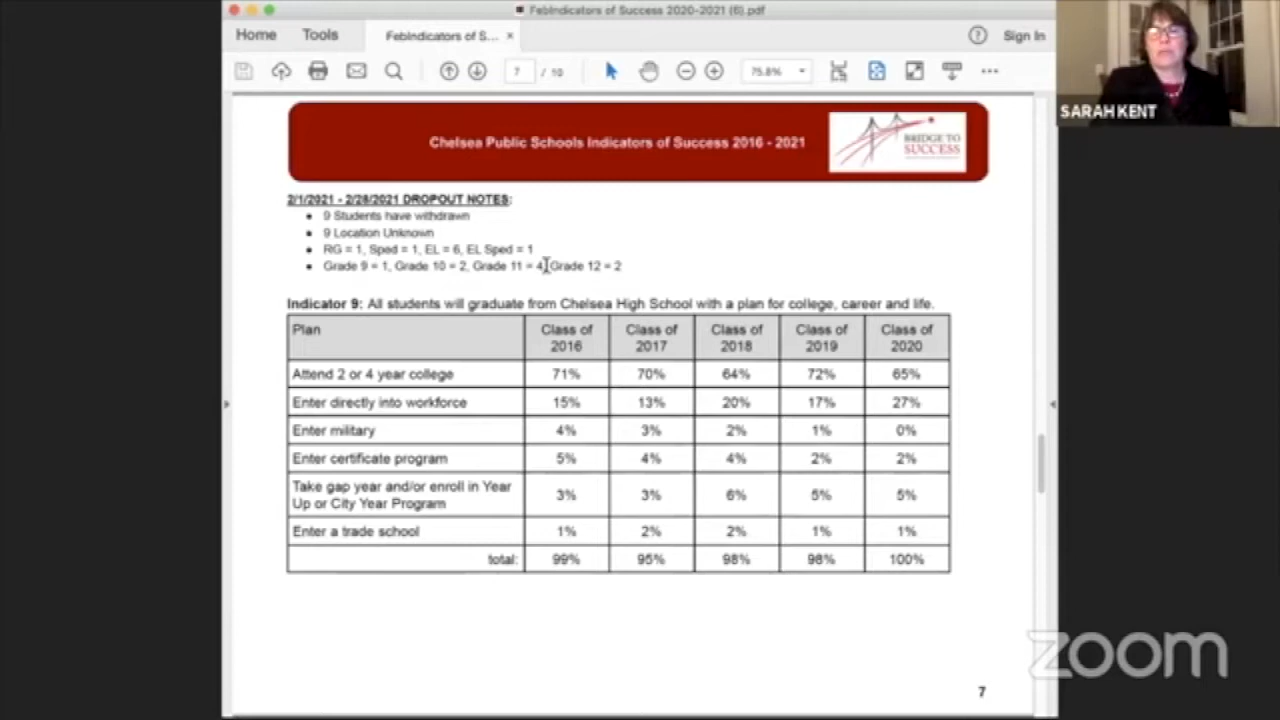 FebIndicators of Success 2020-2021 (6).pdf
Home Tools FebIndicators of S... × Sign In
7 / 10 75.8%
SARAH KENT
Chelsea Public Schools Indicators of Success 2016 - 2021
BRIDGE TO
SUCCESS
2/1/2021 - 2/28/2021 DROPOUT NOTES:
• 9 Students have withdrawn
• 9 Location Unknown
• RG = 1, Sped = 1, EL = 6, EL Sped = 1
• Grade 9 = 1, Grade 10 = 2, Grade 11 = 4, Grade 12 = 2
Indicator 9: All students will graduate from Chelsea High School with a plan for college, career and life.
Plan Class of 2016 Class of 2017 Class of 2018 Class of 2019 Class of 2020
Attend 2 or 4 year college 71% 70% 64% 72% 65%
Enter directly into workforce 15% 13% 20% 17% 27%
Enter military 4% 3% 2% 1% 0%
Enter certificate program 5% 4% 4% 2% 2%
Take gap year and/or enroll in Year
Up or City Year Program 3% 3% 6% 5% 5%
Enter a trade school 1% 2% 2% 1% 1%
total: 99% 95% 98% 98% 100%
zoom
7